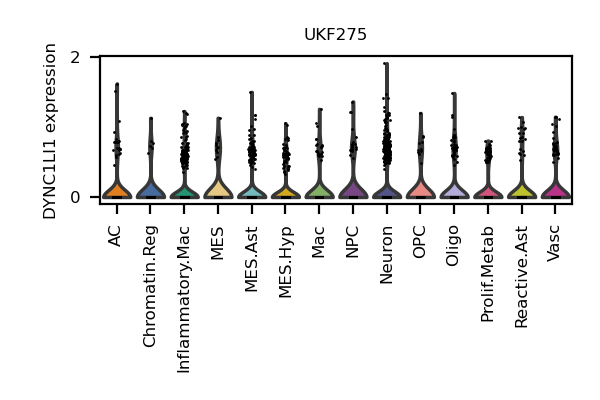 UKF275
DYNC1LI1 expression
2
0
AC
Chromatin.Reg
Inflammatory.Mac
MES
MES.Ast
MES.Hyp
Mac
NPC
Neuron
OPC
Oligo
Prolif.Metab
Reactive.Ast
Vasc